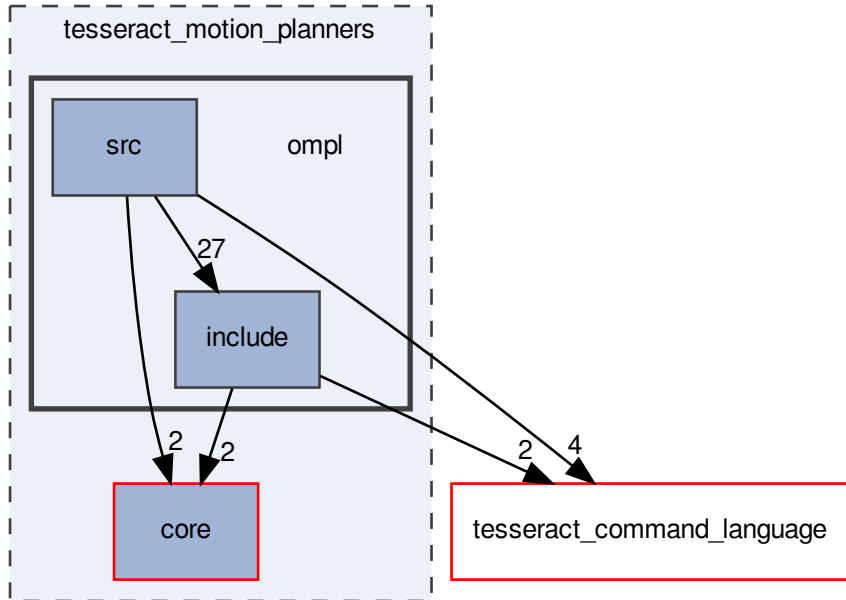 tesseract_motion_planners
src
ompl
27
include
2
2
2
4
core
tesseract_command_language